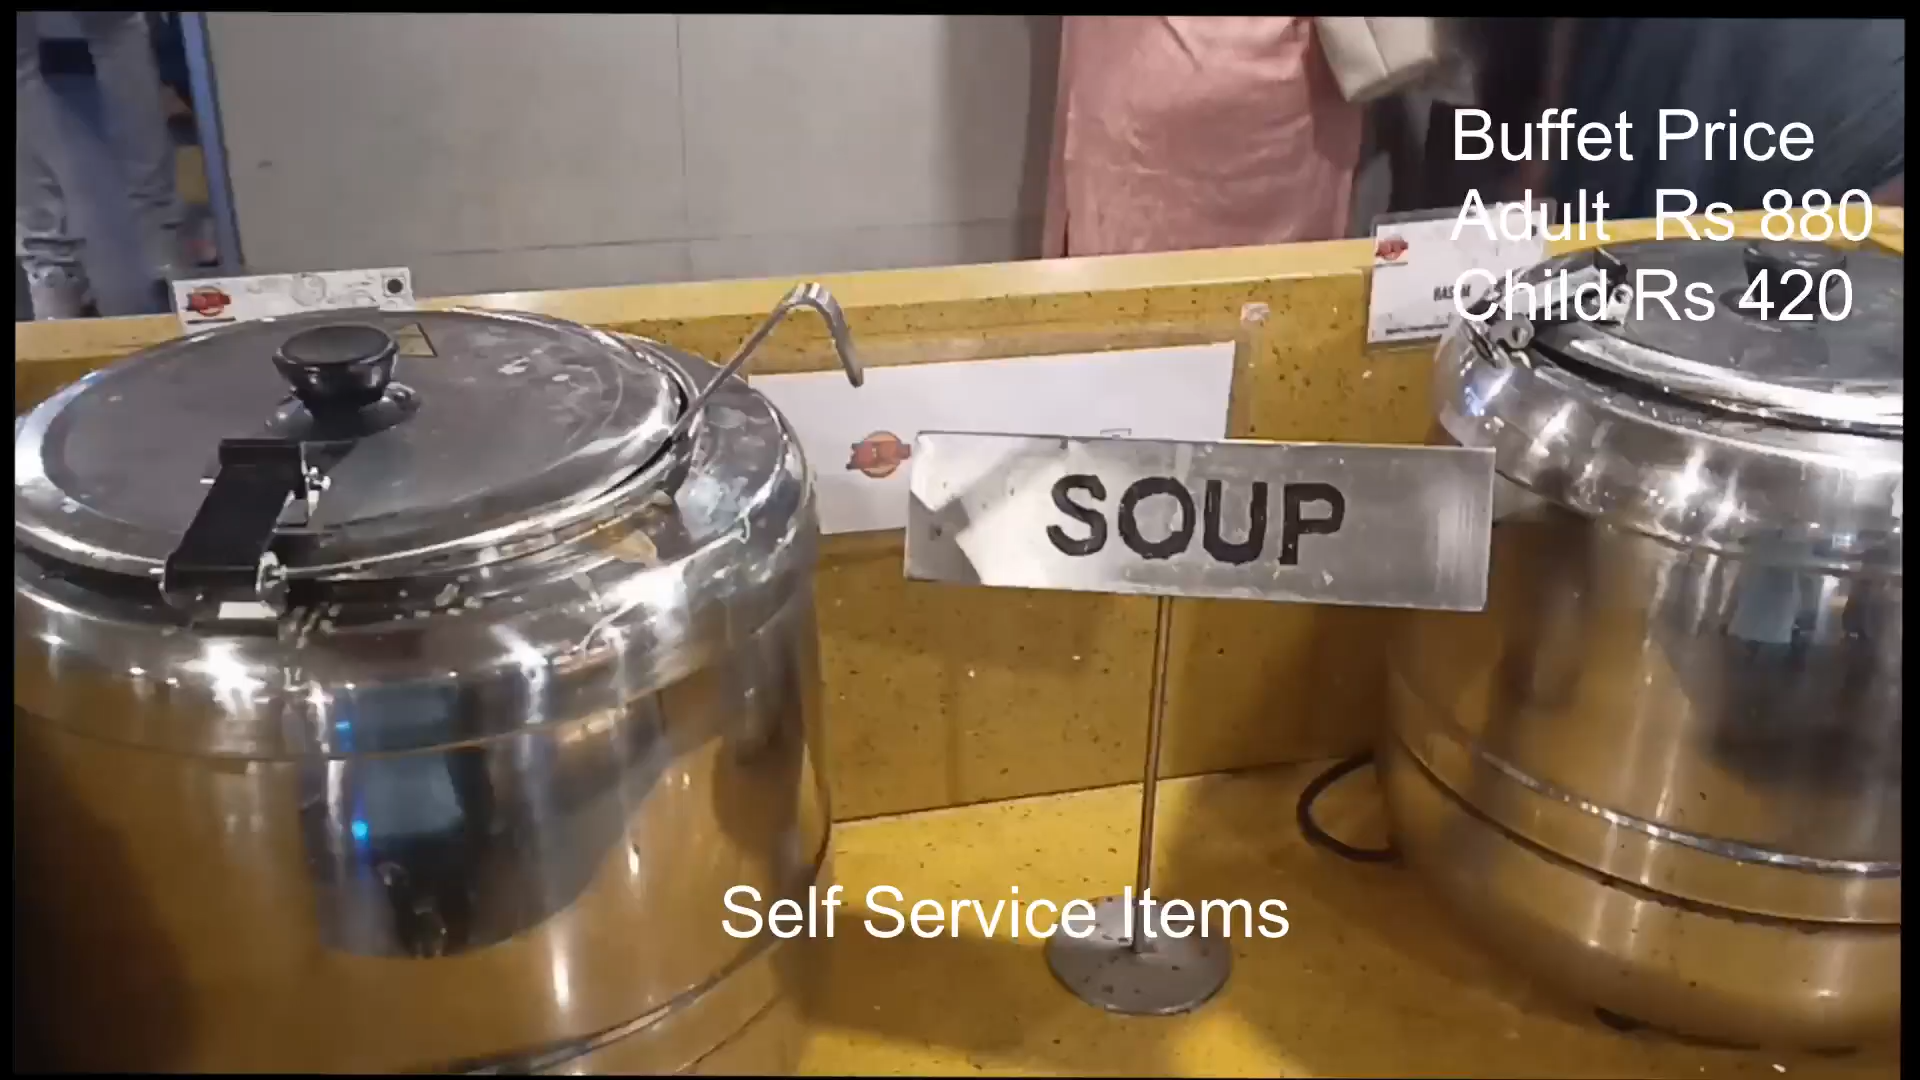 Buffet Price
Adult Rs 880
Child Rs 420
SOUP
Self Service Items